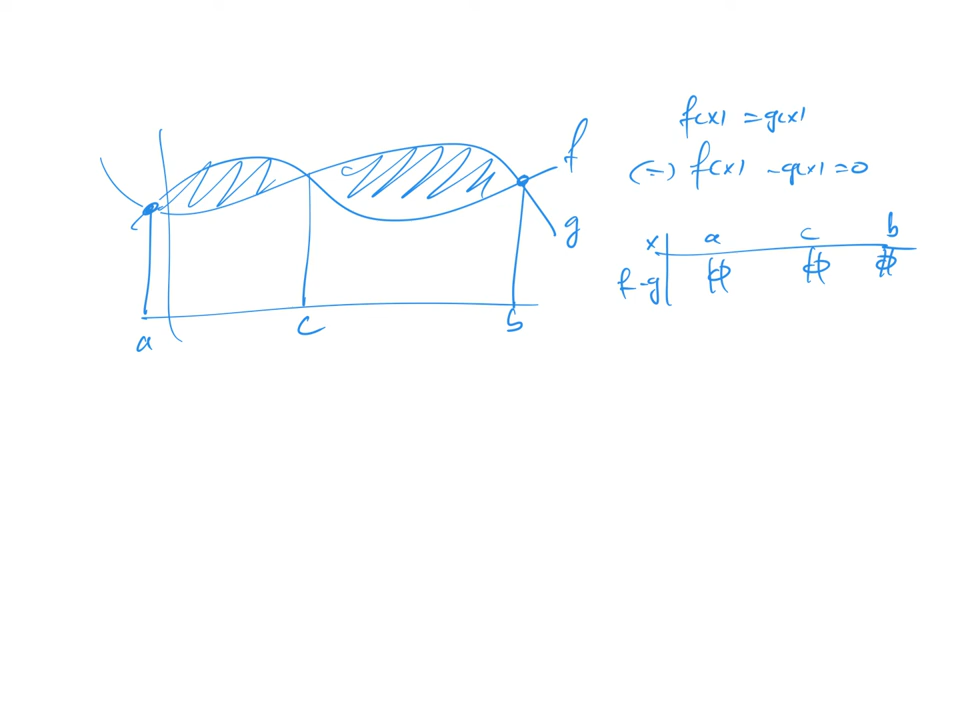 f(x) = g(x)
(=) f(x) - g(x) = 0
f
g
x a c b
f-g ϕ ϕ ϕ
a c b